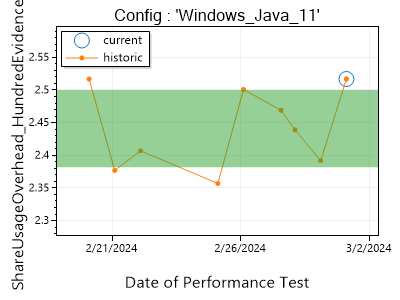 Config : 'Windows_Java_11'
current
historic
ShareUsageOverhead_HundredEvidence
2.55
2.5
2.45
2.4
2.35
2.3
2/21/2024
2/26/2024
3/2/2024
Date of Performance Test